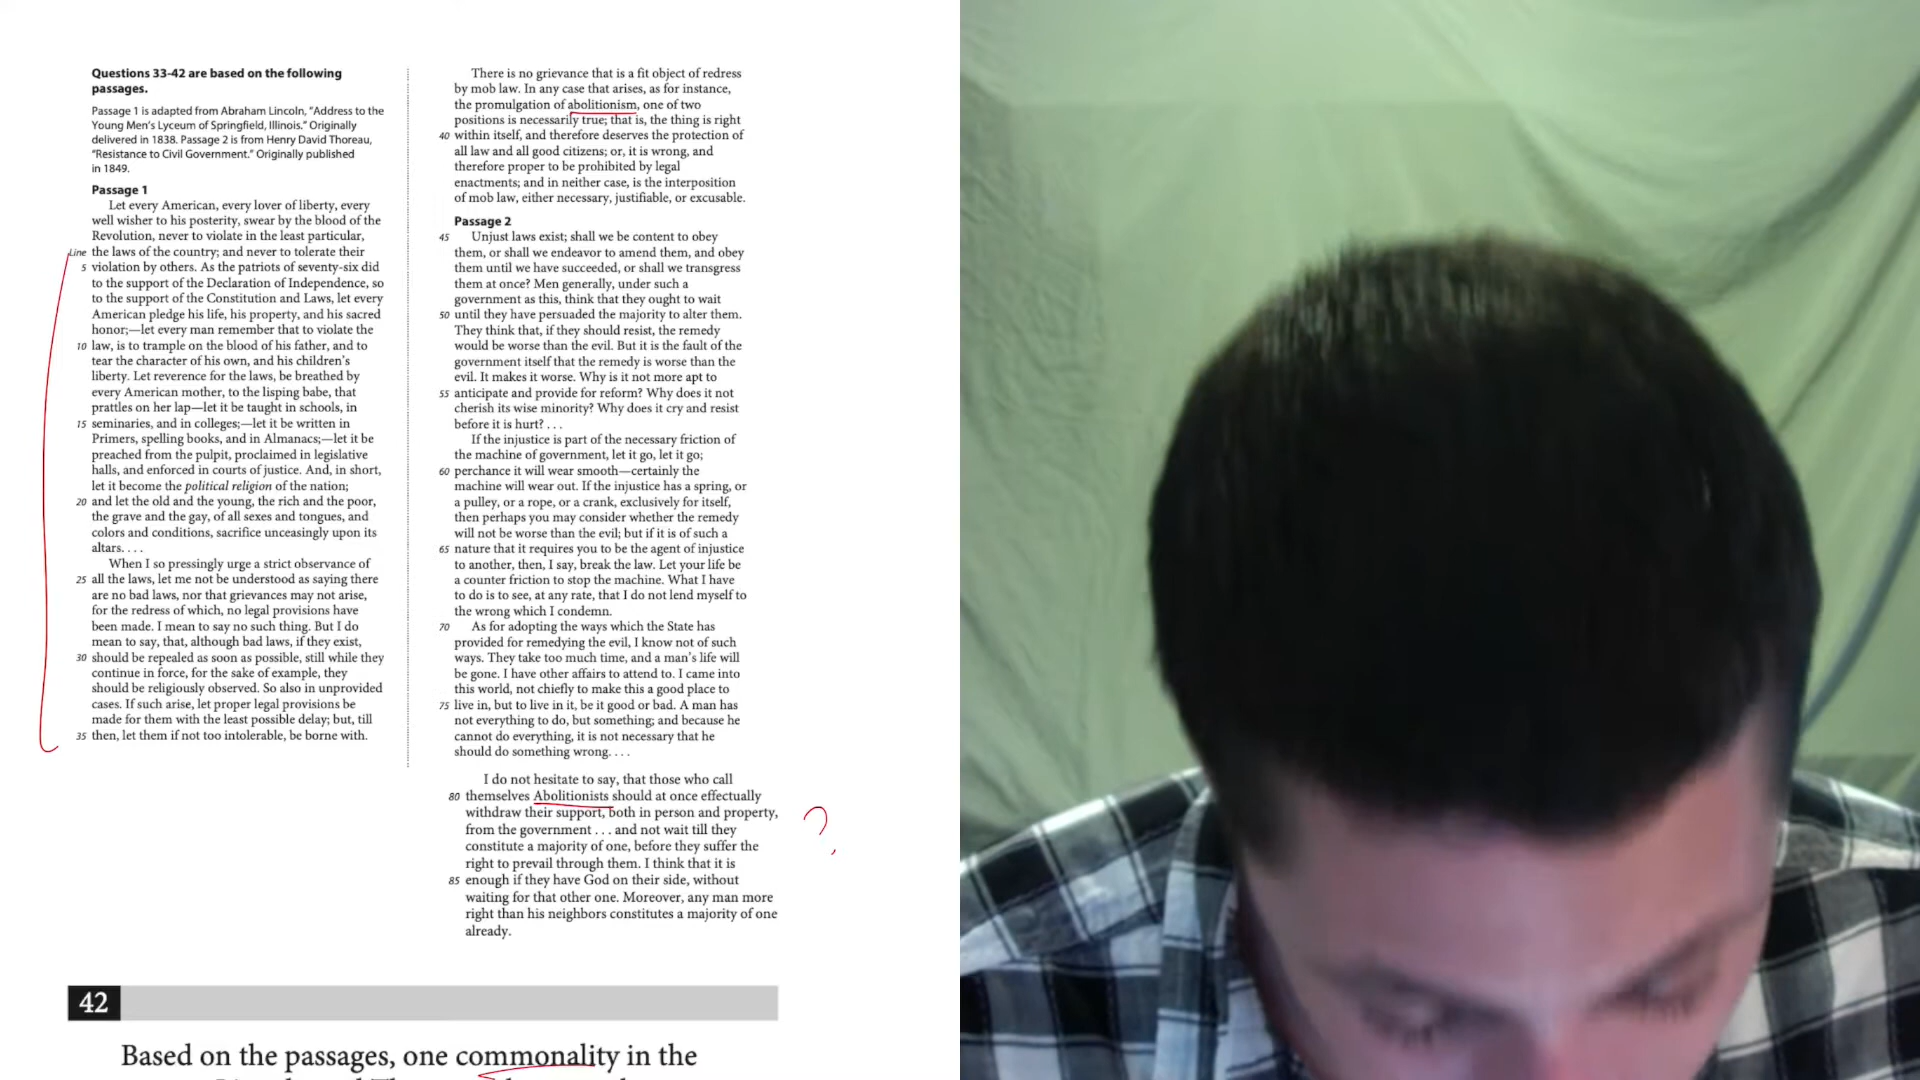 Questions 33-42 are based on the following
passages.
Passage 1 is adapted from Abraham Lincoln, “Address to the
Young Men’s Lyceum of Springfield, Illinois.” Originally
delivered in 1838. Passage 2 is from Henry David Thoreau,
“Resistance to Civil Government.” Originally published
in 1849.
Passage 1
Let every American, every lover of liberty, every
well wisher to his posterity, swear by the blood of the
Revolution, never to violate in the least particular,
Line the laws of the country; and never to tolerate their
5 violation by others. As the patriots of seventy-six did
to the support of the Declaration of Independence, so
to the support of the Constitution and Laws, let every
American pledge his life, his property, and his sacred
honor;—let every man remember that to violate the
10 law, is to trample on the blood of his father, and to
tear the character of his own, and his children’s
liberty. Let reverence for the laws, be breathed by
every American mother, to the lisping babe, that
prattles on her lap—let it be taught in schools, in
15 seminaries, and in colleges;—let it be written in
Primers, spelling books, and in Almanacs;—let it be
preached from the pulpit, proclaimed in legislative
halls, and enforced in courts of justice. And, in short,
let it become the political religion of the nation;
20 and let the old and the young, the rich and the poor,
the grave and the gay, of all sexes and tongues, and
colors and conditions, sacrifice unceasingly upon its
altars. . . .
When I so pressingly urge a strict observance of
25 all the laws, let me not be understood as saying there
are no bad laws, nor that grievances may not arise,
for the redress of which, no legal provisions have
been made. I mean to say no such thing. But I do
mean to say, that, although bad laws, if they exist,
30 should be repealed as soon as possible, still while they
continue in force, for the sake of example, they
should be religiously observed. So also in unprovided
cases. If such arise, let proper legal provisions be
made for them with the least possible delay; but, till
35 then, let them if not too intolerable, be borne with.
There is no grievance that is a fit object of redress
by mob law. In any case that arises, as for instance,
the promulgation of abolitionism, one of two
positions is necessarily true; that is, the thing is right
40 within itself, and therefore deserves the protection of
all law and all good citizens; or, it is wrong, and
therefore proper to be prohibited by legal
enactments; and in neither case, is the interposition
of mob law, either necessary, justifiable, or excusable.
Passage 2
45 Unjust laws exist; shall we be content to obey
them, or shall we endeavor to amend them, and obey
them until we have succeeded, or shall we transgress
them at once? Men generally, under such a
government as this, think that they ought to wait
50 until they have persuaded the majority to alter them.
They think that, if they should resist, the remedy
would be worse than the evil. But it is the fault of the
government itself that the remedy is worse than the
evil. It makes it worse. Why is it not more apt to
55 anticipate and provide for reform? Why does it not
cherish its wise minority? Why does it cry and resist
before it is hurt? . . .
If the injustice is part of the necessary friction of
the machine of government, let it go, let it go;
60 perchance it will wear smooth—certainly the
machine will wear out. If the injustice has a spring, or
a pulley, or a rope, or a crank, exclusively for itself,
then perhaps you may consider whether the remedy
will not be worse than the evil; but if it is of such a
65 nature that it requires you to be the agent of injustice
to another, then, I say, break the law. Let your life be
a counter friction to stop the machine. What I have
to do is to see, at any rate, that I do not lend myself to
the wrong which I condemn.
70 As for adopting the ways which the State has
provided for remedying the evil, I know not of such
ways. They take too much time, and a man’s life will
be gone. I have other affairs to attend to. I came into
this world, not chiefly to make this a good place to
75 live in, but to live in it, be it good or bad. A man has
not everything to do, but something; and because he
cannot do everything, it is not necessary that he
should do something wrong. . . .
I do not hesitate to say, that those who call
80 themselves Abolitionists should at once effectually
withdraw their support, both in person and property,
from the government . . . and not wait till they
constitute a majority of one, before they suffer the
right to prevail through them. I think that it is
85 enough if they have God on their side, without
waiting for that other one. Moreover, any man more
right than his neighbors constitutes a majority of one
already.
?
42
Based on the passages, one commonality in the